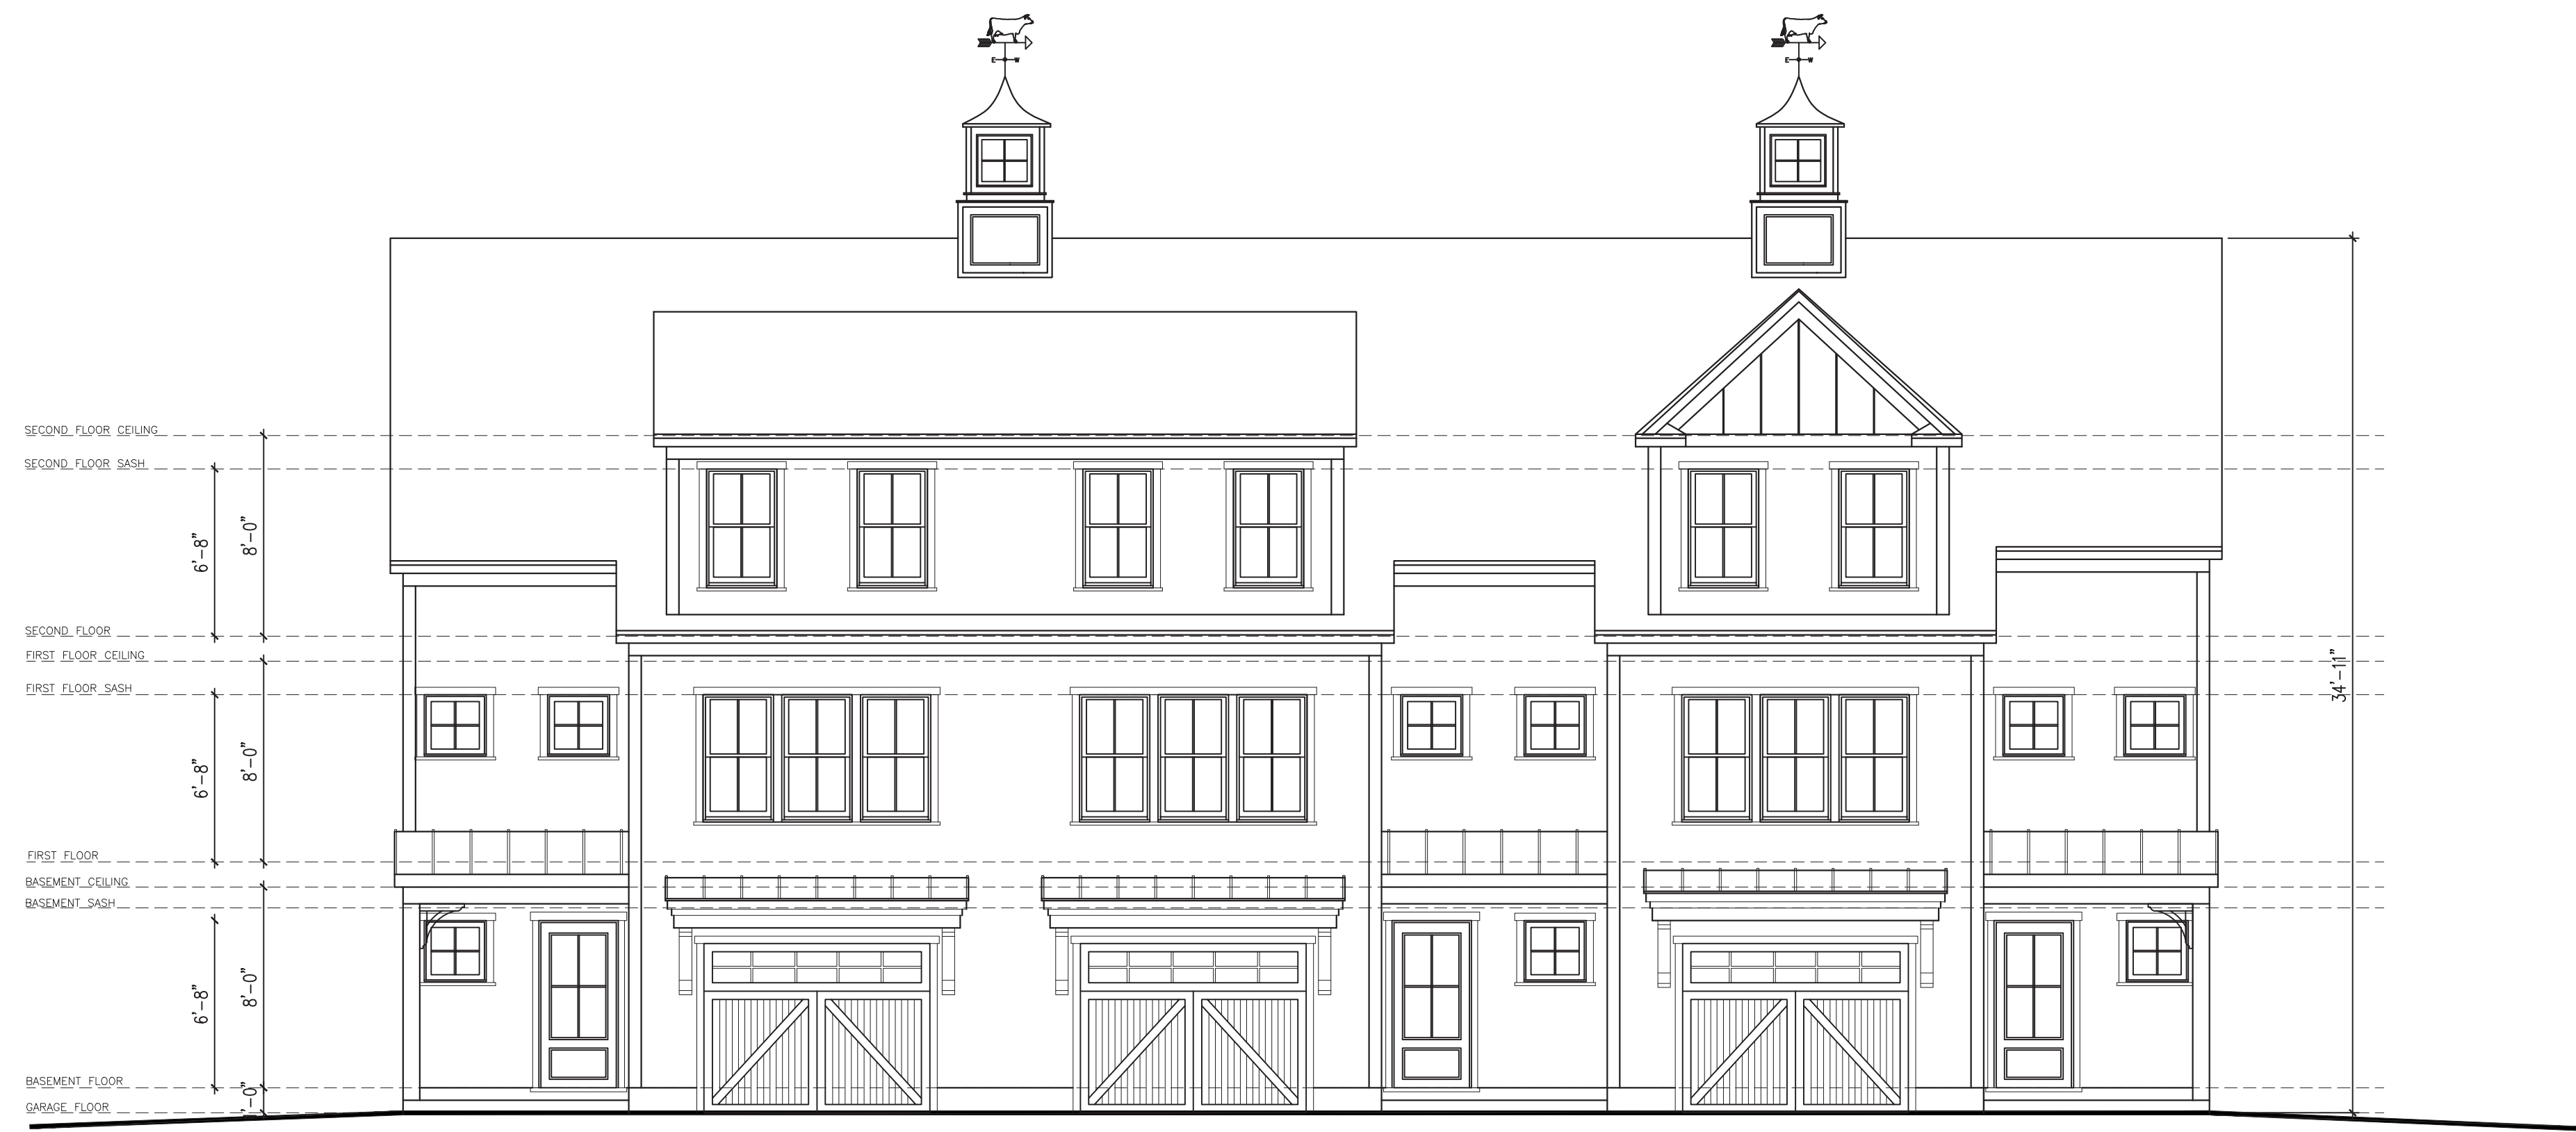 E W
E W
SECOND FLOOR CEILING
SECOND FLOOR SASH
6'-8"
8'-0"
SECOND FLOOR
FIRST FLOOR CEILING
34'-11"
FIRST FLOOR SASH
6'-8"
8'-0"
FIRST FLOOR
BASEMENT CEILING
BASEMENT SASH
6'-8"
8'-0"
BASEMENT FLOOR
GARAGE FLOOR